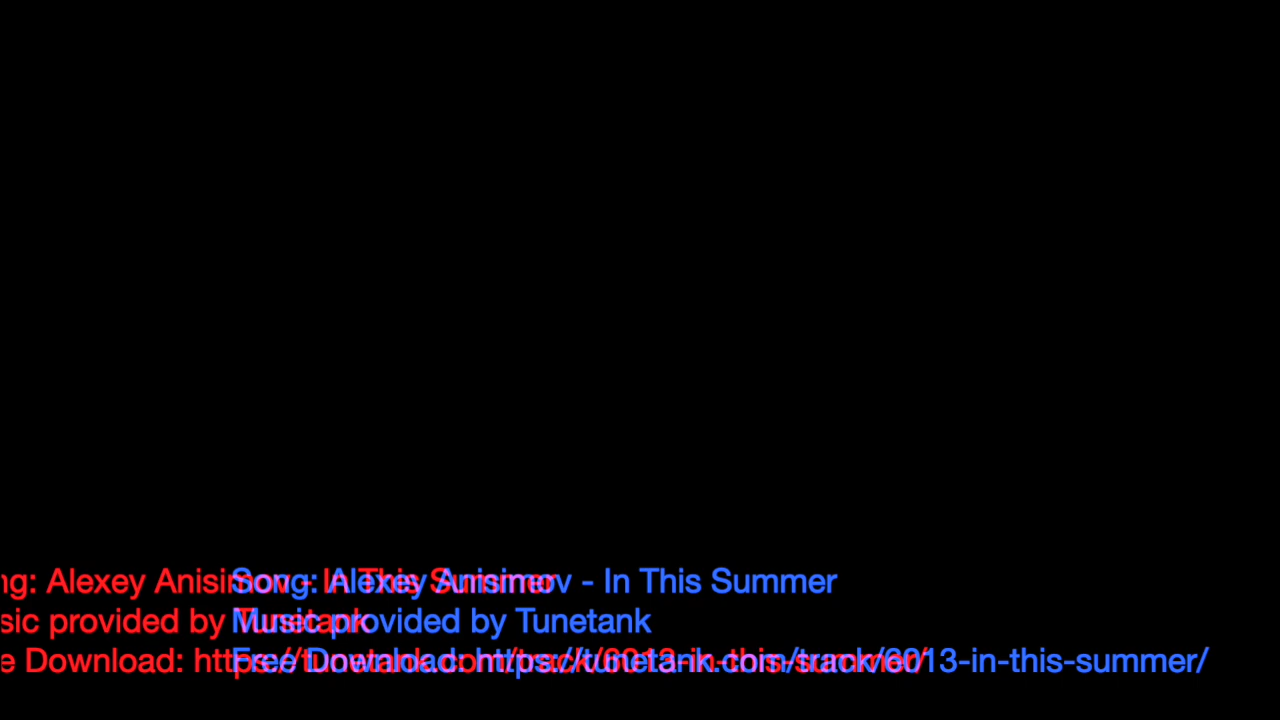 Song: Alexey Anisimov - In This Summer
Music provided by Tunetank
Free Download: https://tunetank.com/track/6013-in-this-summer/